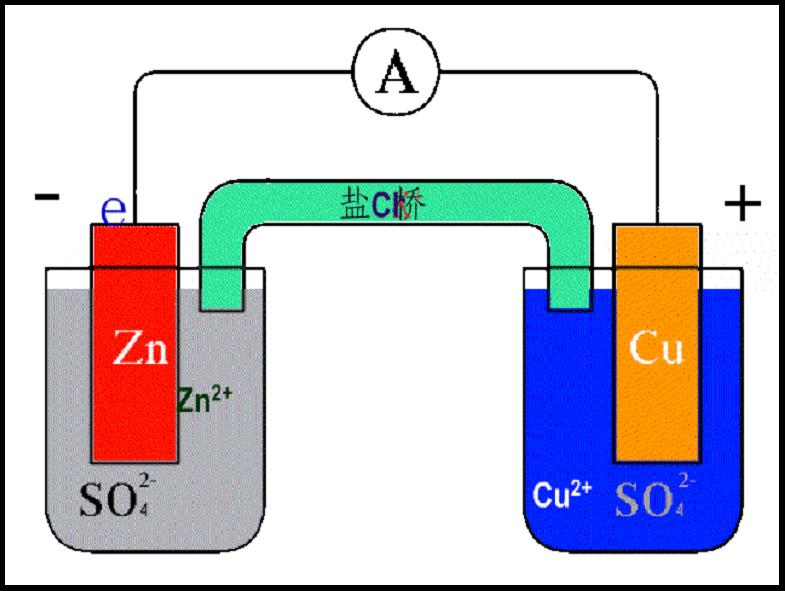 A
- e +
盐Cl桥
Zn Cu
Zn²⁺
SO₄²⁻ Cu²⁺ SO₄²⁻